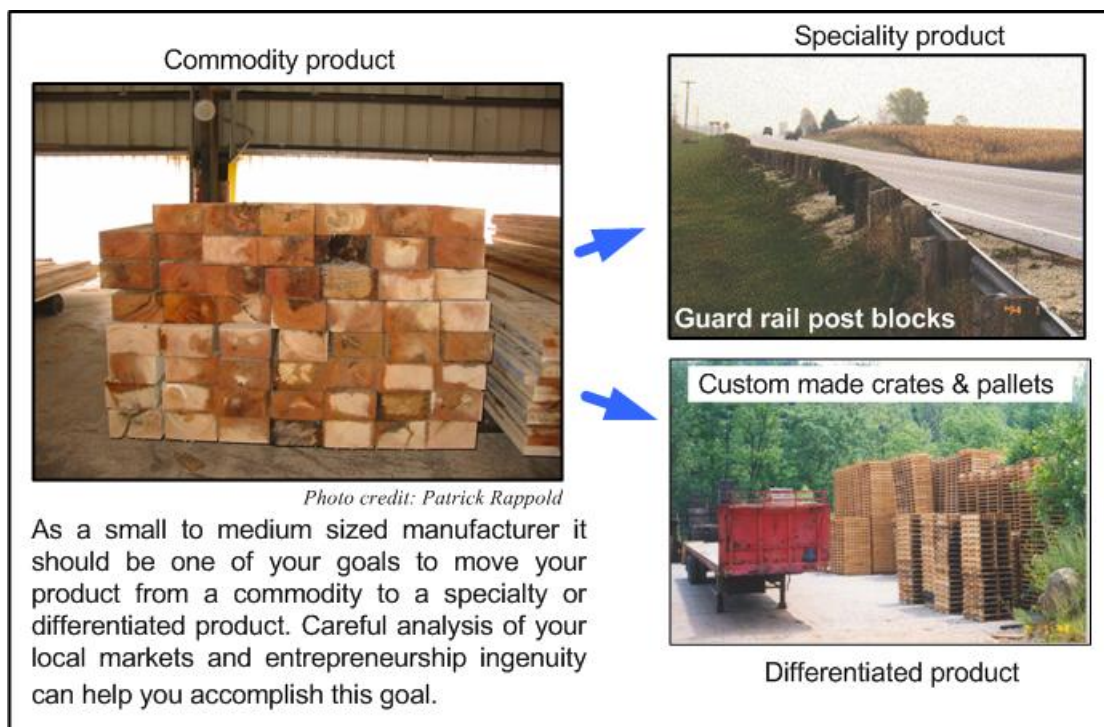 Commodity product
Speciality product
Guard rail post blocks
Photo credit: Patrick Rappold
Custom made crates & pallets
As a small to medium sized manufacturer it
should be one of your goals to move your
product from a commodity to a specialty or
differentiated product. Careful analysis of your
local markets and entrepreneurship ingenuity
can help you accomplish this goal.
Differentiated product